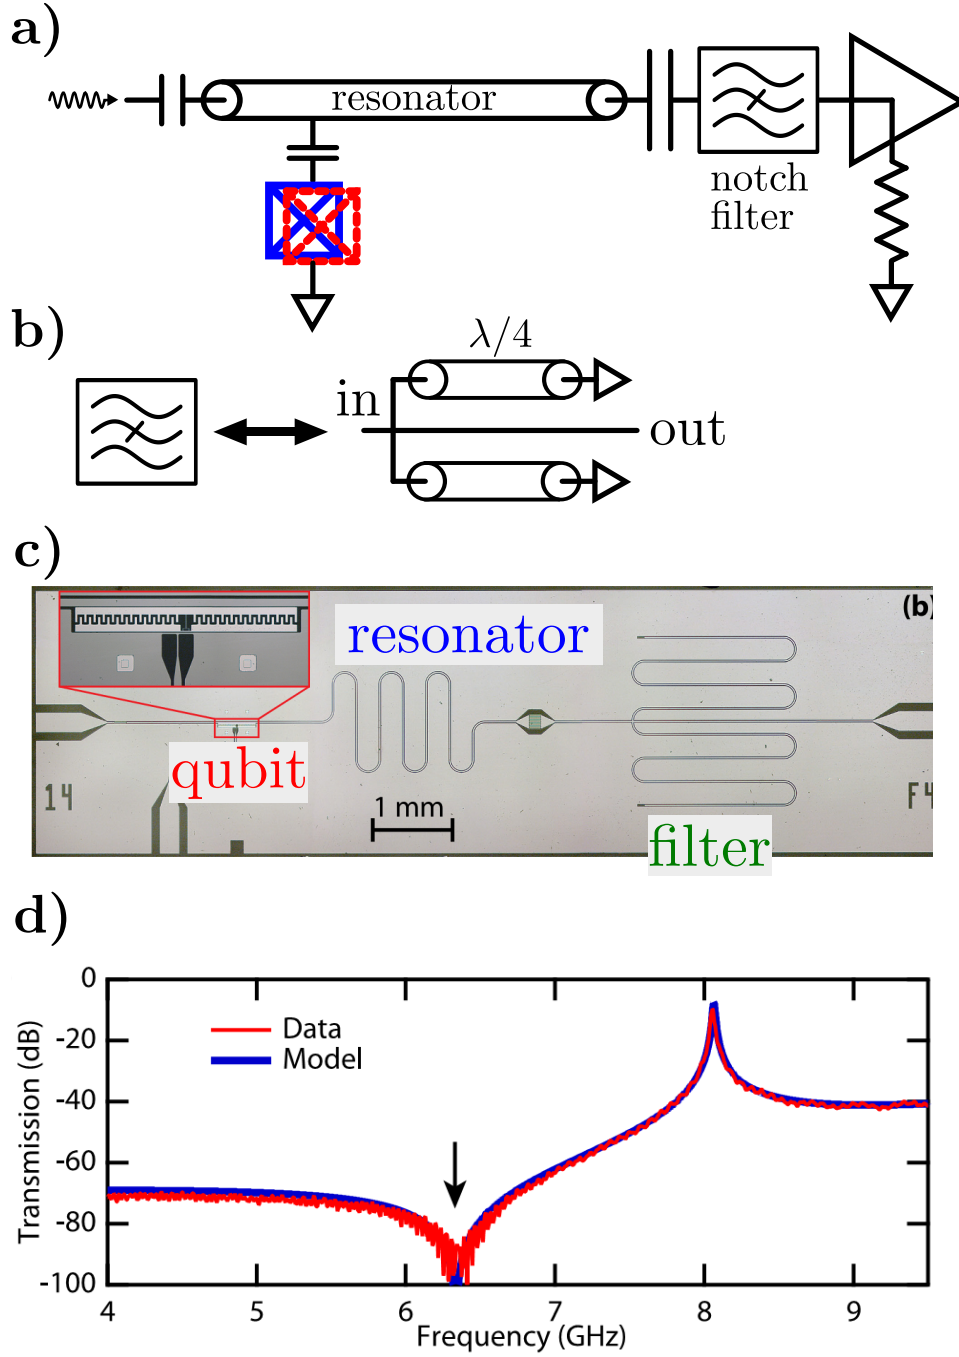 a)
resonator
notch
filter
b)
λ/4
in
out
c)
(b)
resonator
qubit
14
1 mm
F4
filter
d)
0
-20
-40
-60
-80
-100
Transmission (dB)
Data
Model
4 5 6 7 8 9
Frequency (GHz)